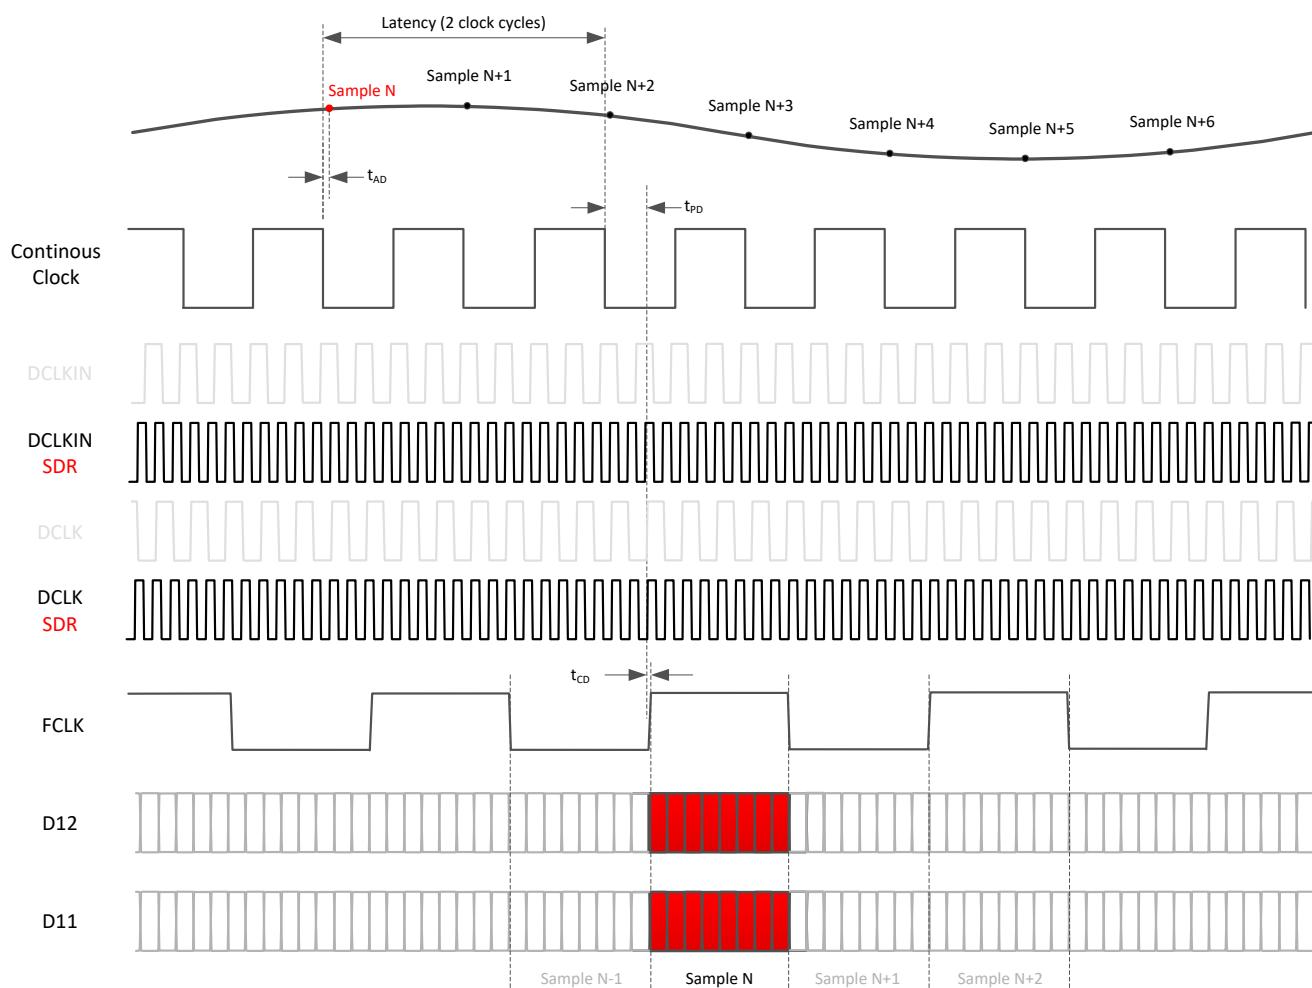 Latency (2 clock cycles)
Sample N
Sample N+1
Sample N+2
Sample N+3
Sample N+4
Sample N+5
Sample N+6
tAD
tPD
Continous
Clock
DCLKIN
DCLKIN
SDR
DCLK
DCLK
SDR
tCD
FCLK
D12
D11
Sample N-1
Sample N
Sample N+1
Sample N+2